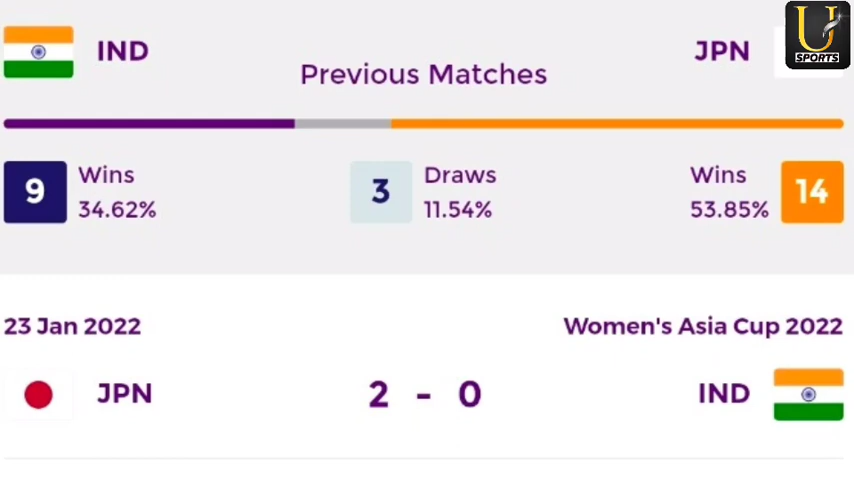 IND
JPN
U
SPORTS
Previous Matches
9
Wins
34.62%
3
Draws
11.54%
Wins
53.85%
14
23 Jan 2022
Women's Asia Cup 2022
JPN
2 - 0
IND